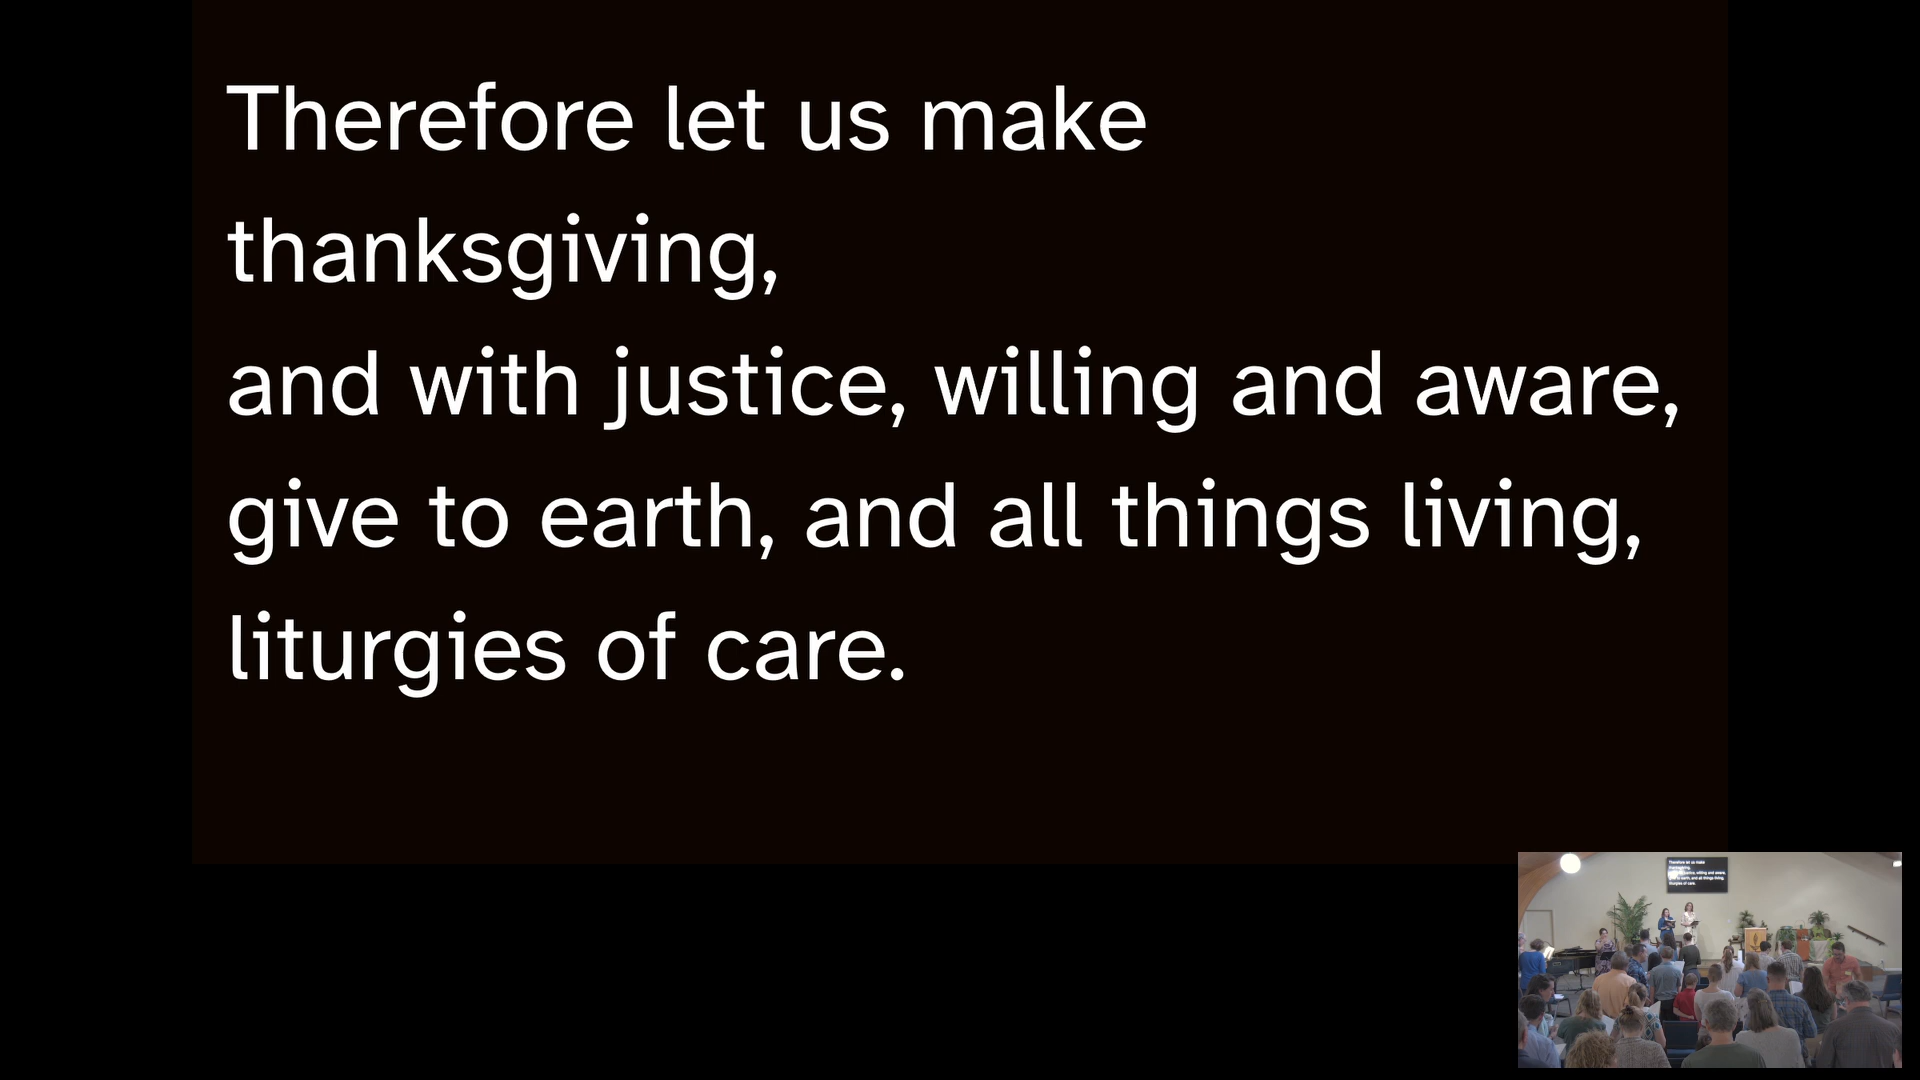 Therefore let us make
thanksgiving,
and with justice, willing and aware,
give to earth, and all things living,
liturgies of care.